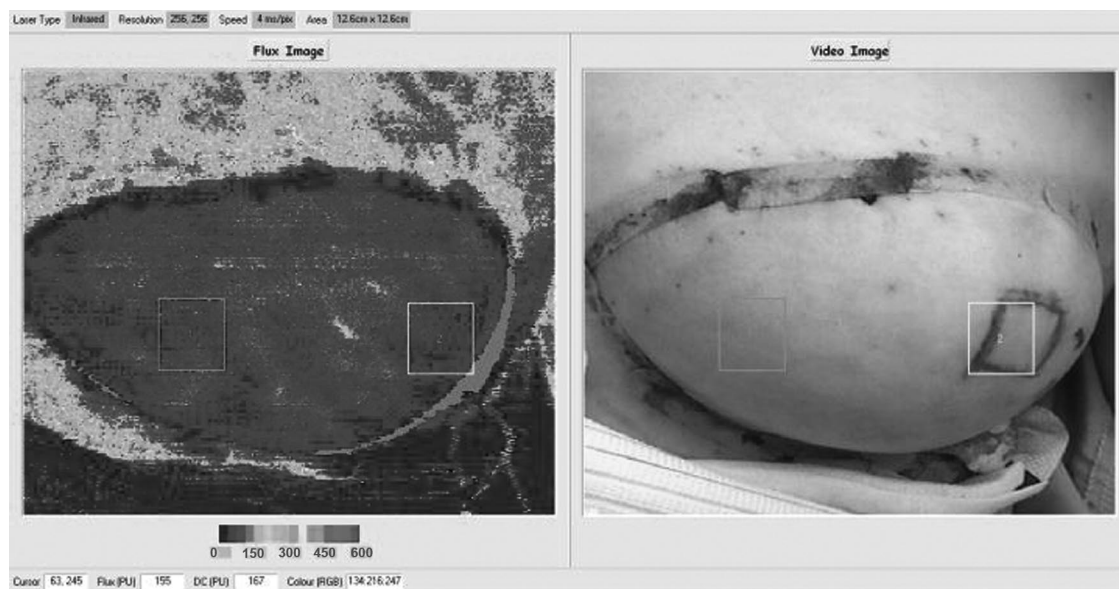 Laser Type Infrared Resolution 256, 256 Speed 4 ms/pix Area 12.6cm x 12.6cm
Flux Image
Video Image
2
0 150 300 450 600
Cursor 63, 245 Flux (PU) 155 DC (PU) 167 Colour (RGB) 134:216:247